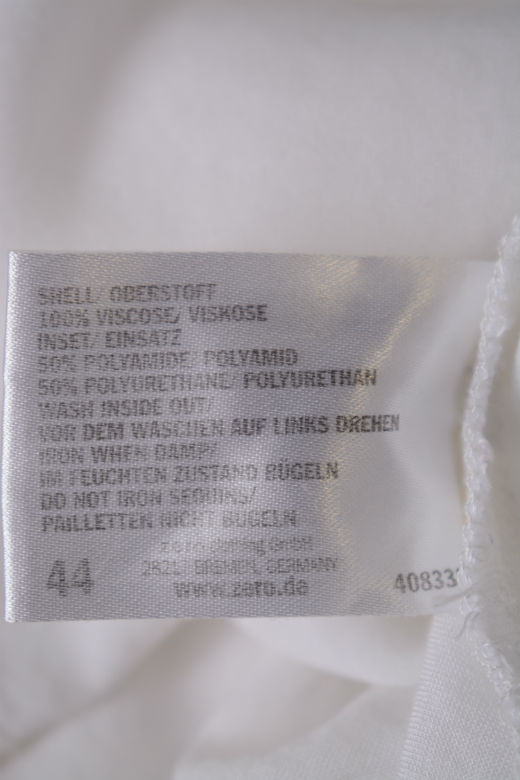 SHELL/ OBERSTOFF
100% VISCOSE/ VISKOSE
INSET/ EINSATZ
50% POLYAMIDE/ POLYAMID
50% POLYURETHANE/ POLYURETHAN
WASH INSIDE OUT/
VOR DEM WASCHEN AUF LINKS DREHEN
IRON WHEN DAMP/
IM FEUCHTEN ZUSTAND BÜGELN
DO NOT IRON SEQUINS/
PAILLETTEN NICHT BÜGELN
GmbH
BREMEN, GERMANY
44
www.zero.de
40833